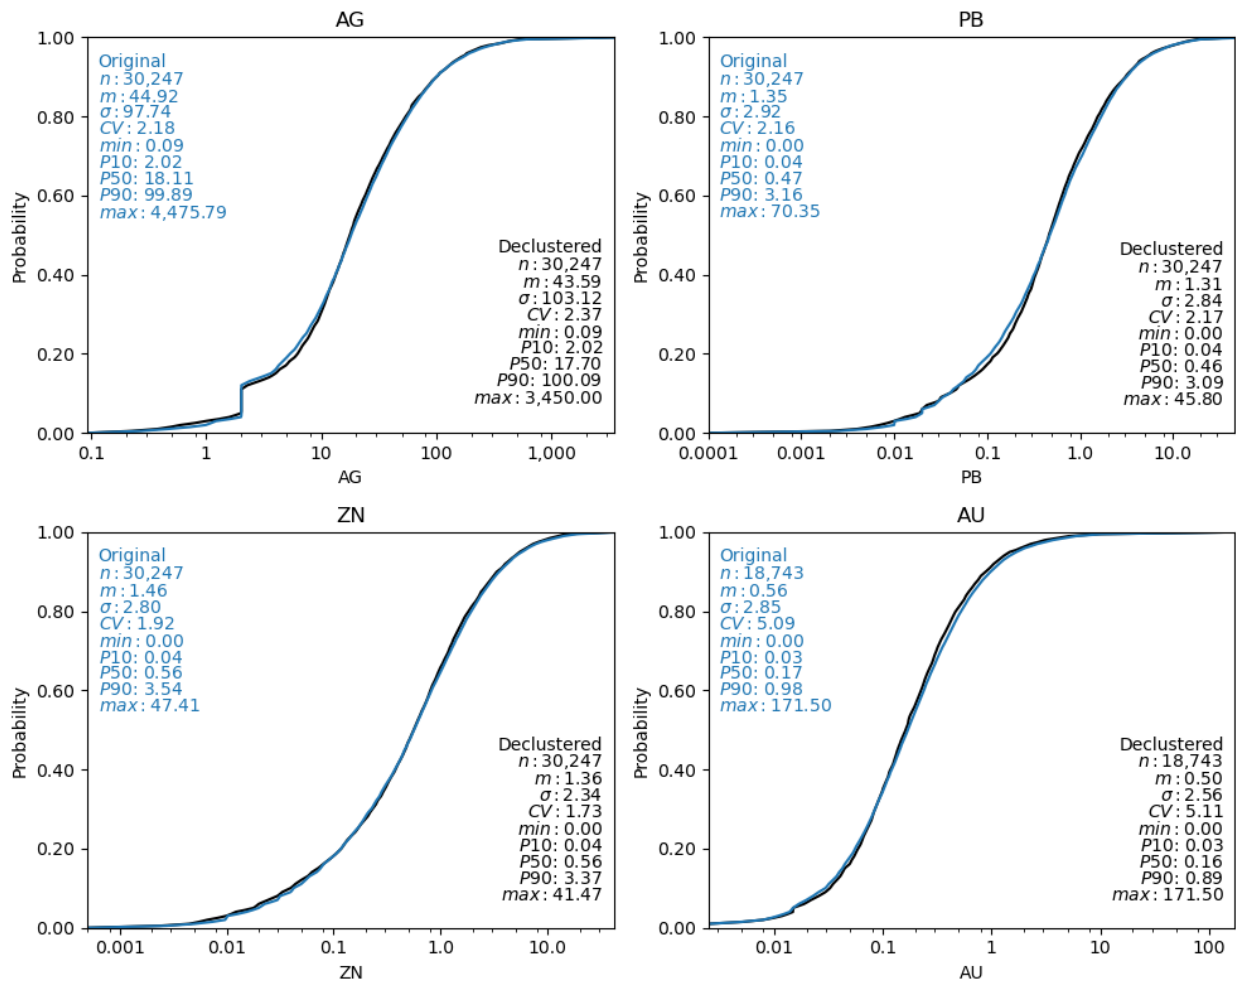 AG
1.00
0.80
0.60
0.40
0.20
0.00
Probability
Original
n : 30,247
m : 44.92
σ : 97.74
CV : 2.18
min : 0.09
P10: 2.02
P50: 18.11
P90: 99.89
max : 4,475.79
Declustered
n : 30,247
m : 43.59
σ : 103.12
CV : 2.37
min : 0.09
P10: 2.02
P50: 17.70
P90: 100.09
max : 3,450.00
0.1 1 10 100 1,000
AG
PB
1.00
0.80
0.60
0.40
0.20
0.00
Probability
Original
n : 30,247
m : 1.35
σ : 2.92
CV : 2.16
min : 0.00
P10: 0.04
P50: 0.47
P90: 3.16
max : 70.35
Declustered
n : 30,247
m : 1.31
σ : 2.84
CV : 2.17
min : 0.00
P10: 0.04
P50: 0.46
P90: 3.09
max : 45.80
0.0001 0.001 0.01 0.1 1.0 10.0
PB
ZN
1.00
0.80
0.60
0.40
0.20
0.00
Probability
Original
n : 30,247
m : 1.46
σ : 2.80
CV : 1.92
min : 0.00
P10: 0.04
P50: 0.56
P90: 3.54
max : 47.41
Declustered
n : 30,247
m : 1.36
σ : 2.34
CV : 1.73
min : 0.00
P10: 0.04
P50: 0.56
P90: 3.37
max : 41.47
0.001 0.01 0.1 1.0 10.0
ZN
AU
1.00
0.80
0.60
0.40
0.20
0.00
Probability
Original
n : 18,743
m : 0.56
σ : 2.85
CV : 5.09
min : 0.00
P10: 0.03
P50: 0.17
P90: 0.98
max : 171.50
Declustered
n : 18,743
m : 0.50
σ : 2.56
CV : 5.11
min : 0.00
P10: 0.03
P50: 0.16
P90: 0.89
max : 171.50
0.01 0.1 1 10 100
AU